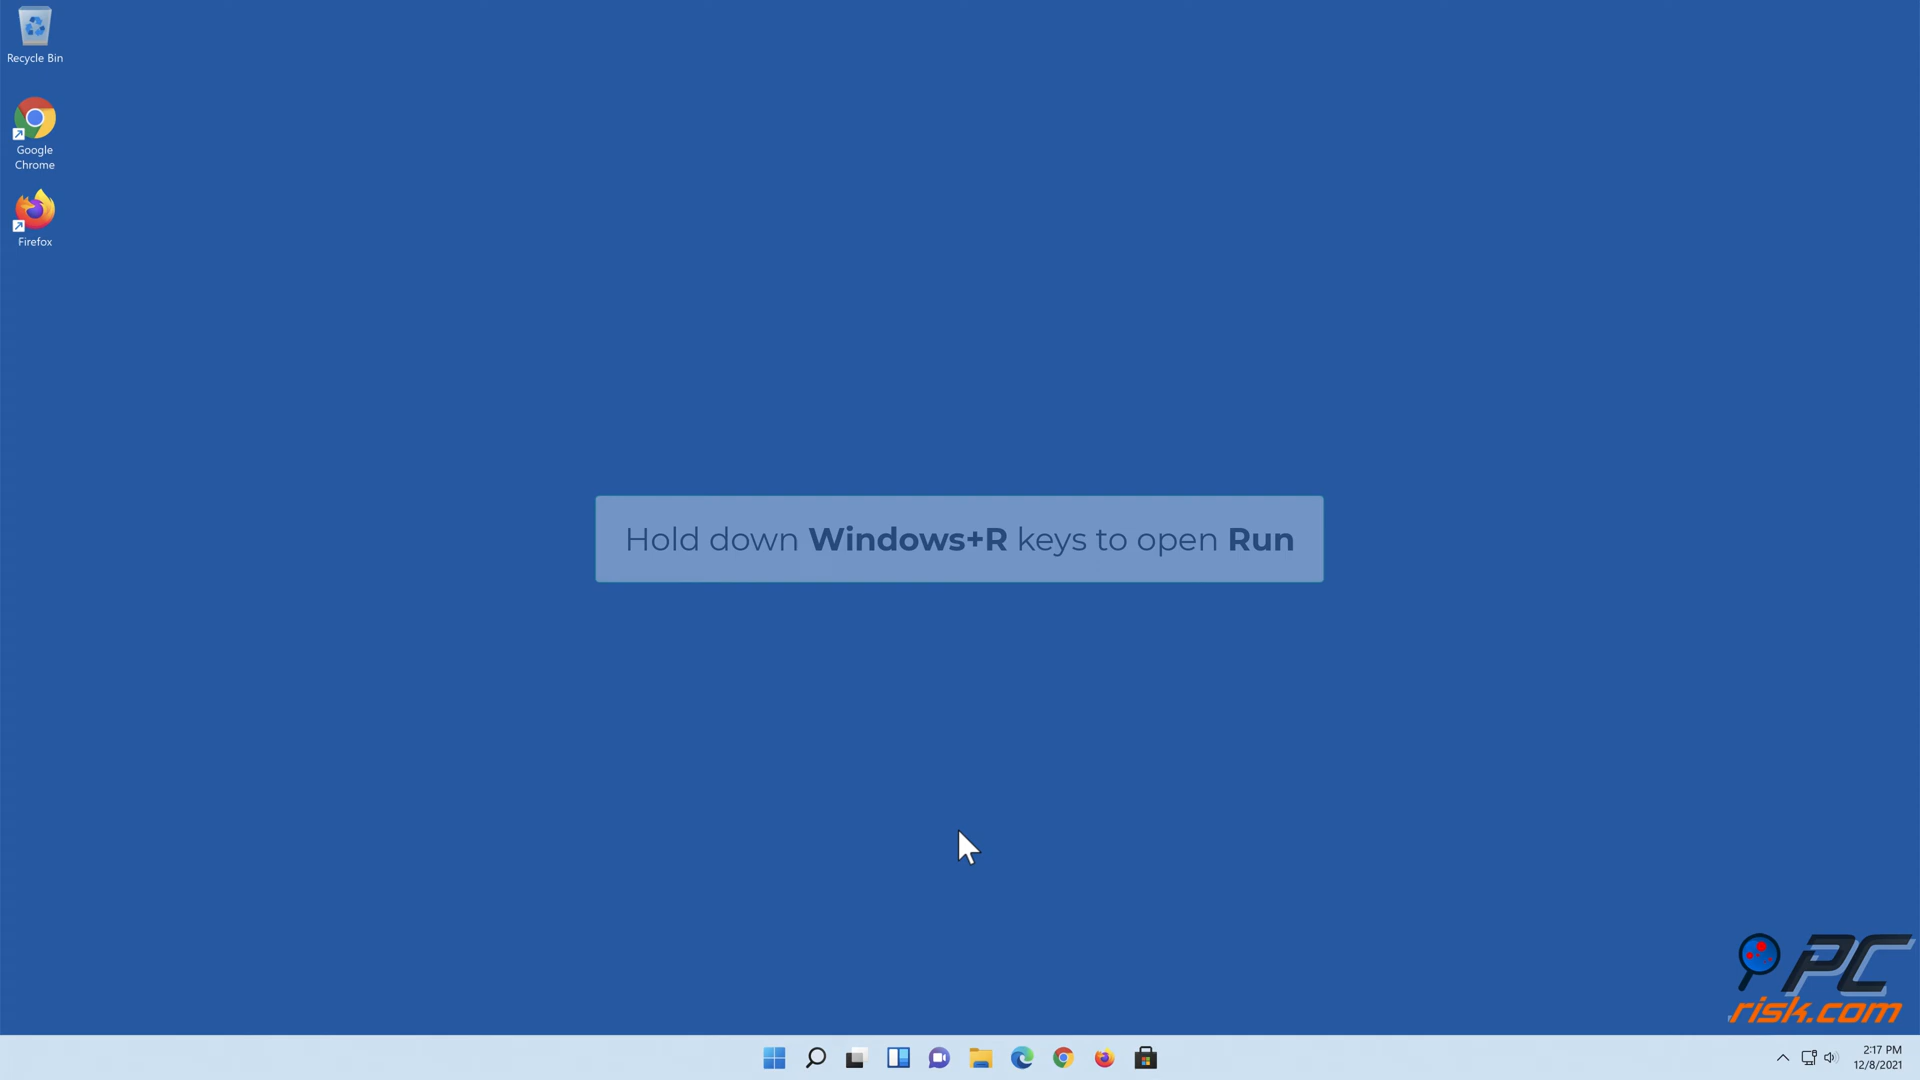 Recycle Bin
Google
Chrome
Firefox
Hold down Windows+R keys to open Run
PC
risk.com
2:17 PM
12/8/2021